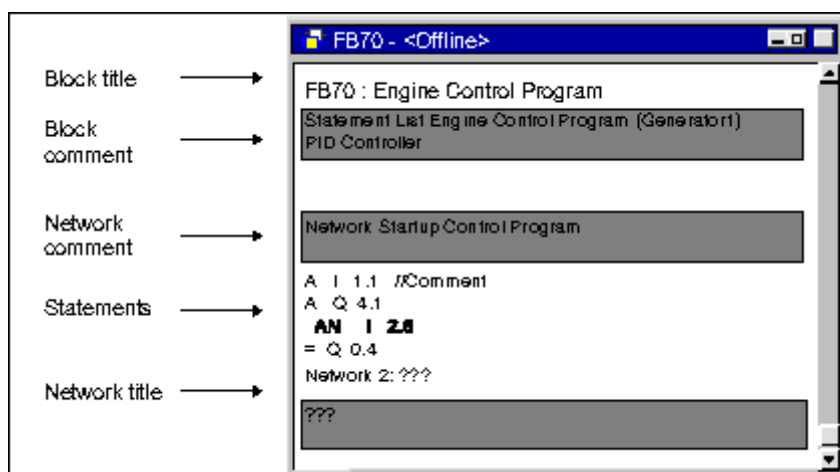 FB70 - <Offline>
Block title
FB70 : Engine Control Program
Block
comment
Statement List Engine Control Program (Generator1)
PID Controller
Network
comment
Network Startup Control Program
Statements
A I 1.1 //Comment
A Q 4.1
AN I 2.6
= Q 0.4
Network title
Network 2: ???
???